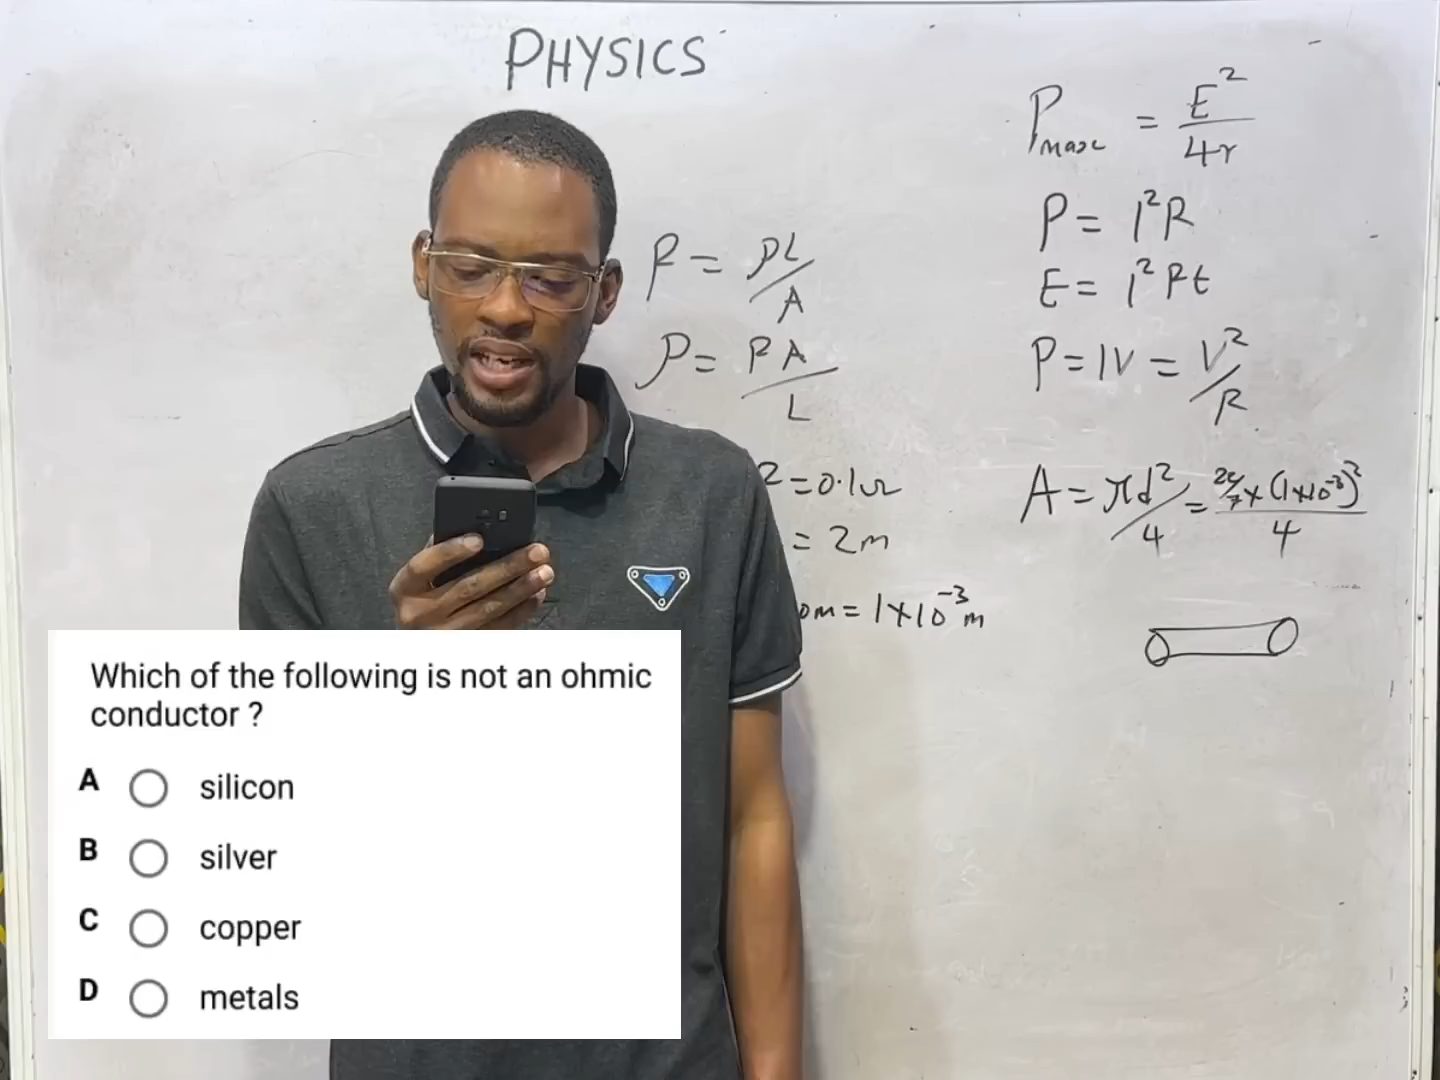 PHYSICS
Pmax = E²/4r
P = I²R
E = I²Rt
P = IV = V²/R
R = ρL/A
ρ = RA/L
=0.1Ω
= 2m
m = 1×10⁻³m
A = πd²/4 = 22/7 × (1×10⁻³)²/4
Which of the following is not an ohmic
conductor ?
A silicon
B silver
C copper
D metals